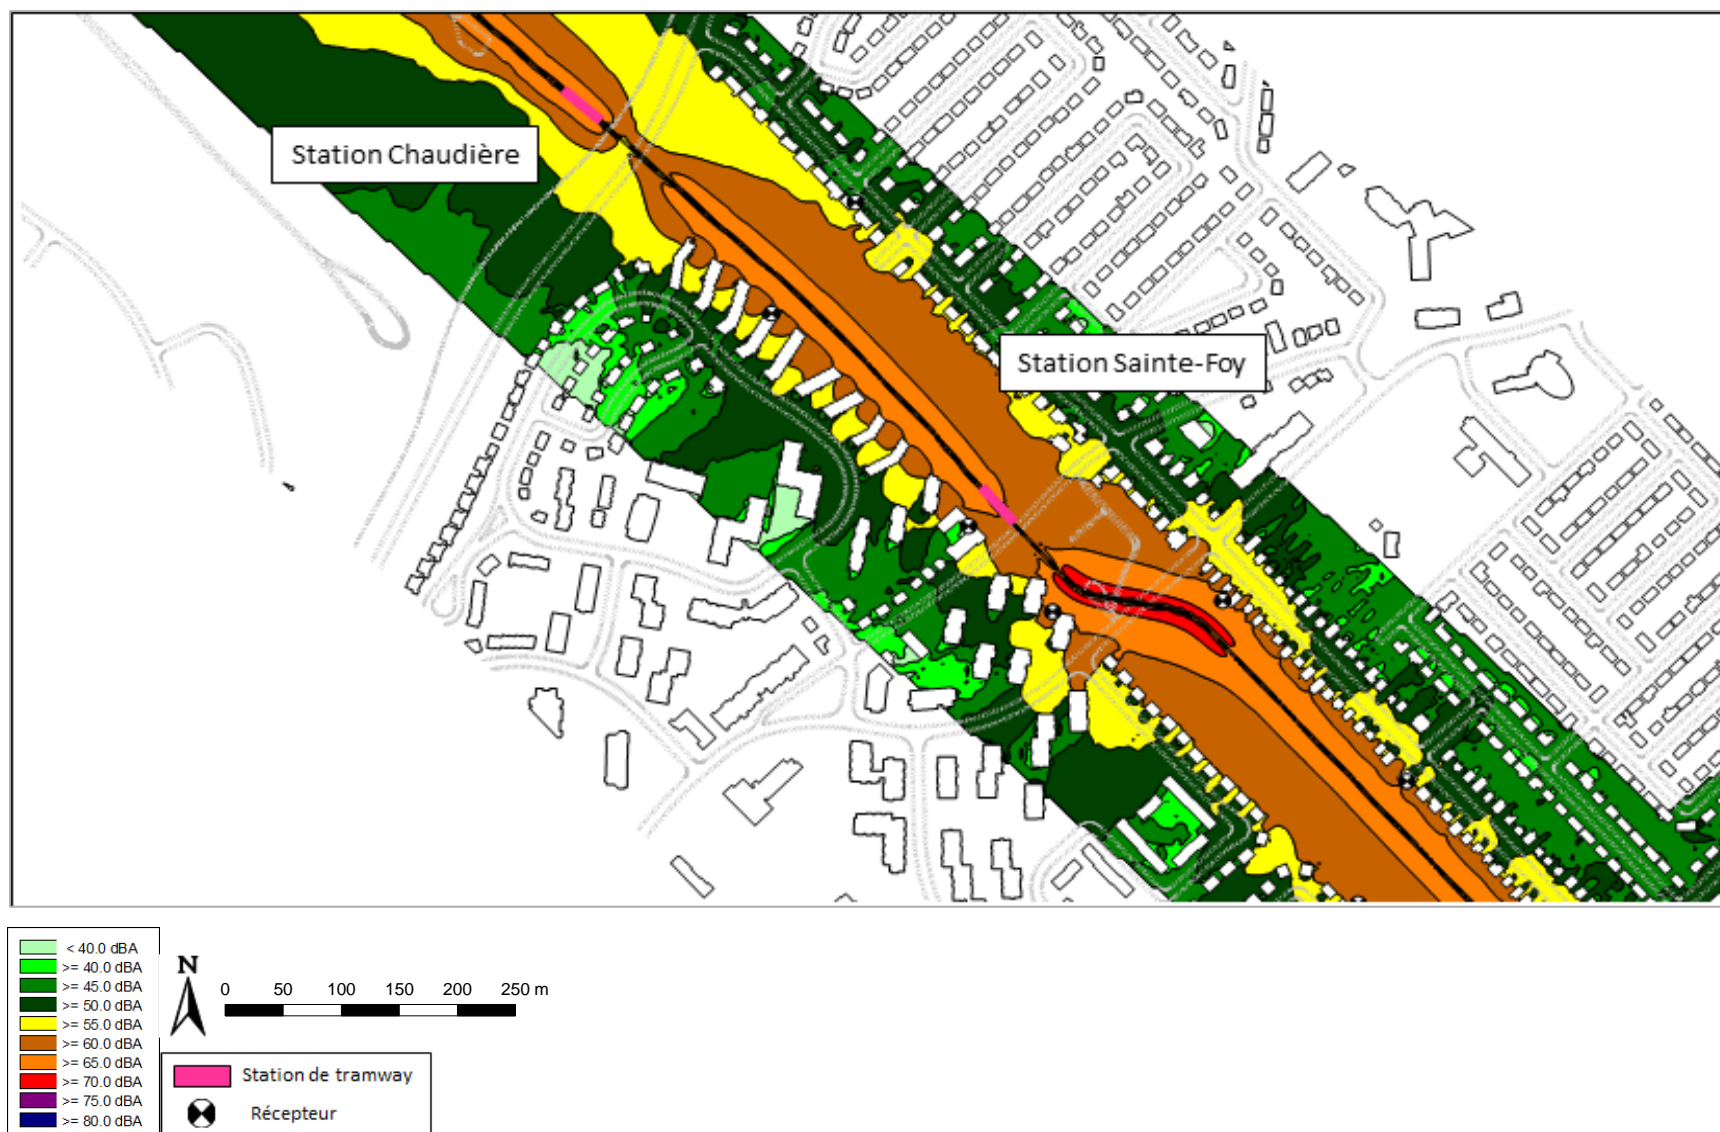 Station Chaudière
Station Sainte-Foy
< 40.0 dBA
>= 40.0 dBA
>= 45.0 dBA
>= 50.0 dBA
>= 55.0 dBA
>= 60.0 dBA
>= 65.0 dBA
>= 70.0 dBA
>= 75.0 dBA
>= 80.0 dBA
N
0 50 100 150 200 250 m
Station de tramway
Récepteur